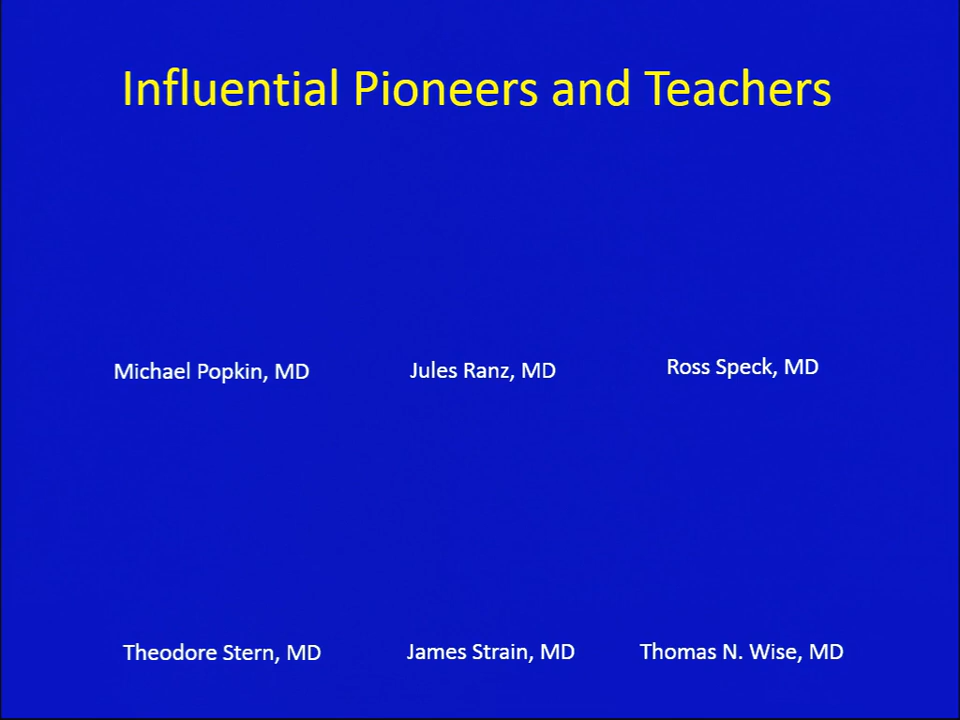 Influential Pioneers and Teachers
Michael Popkin, MD
Jules Ranz, MD
Ross Speck, MD
Theodore Stern, MD
James Strain, MD
Thomas N. Wise, MD